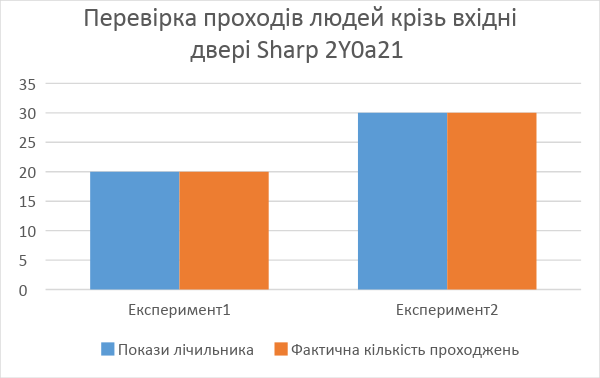 Перевірка проходів людей крізь вхідні
двері Sharp 2Y0a21
35
30
25
20
15
10
5
0
Експеримент1 Експеримент2
Покази лічильника Фактична кількість проходжень